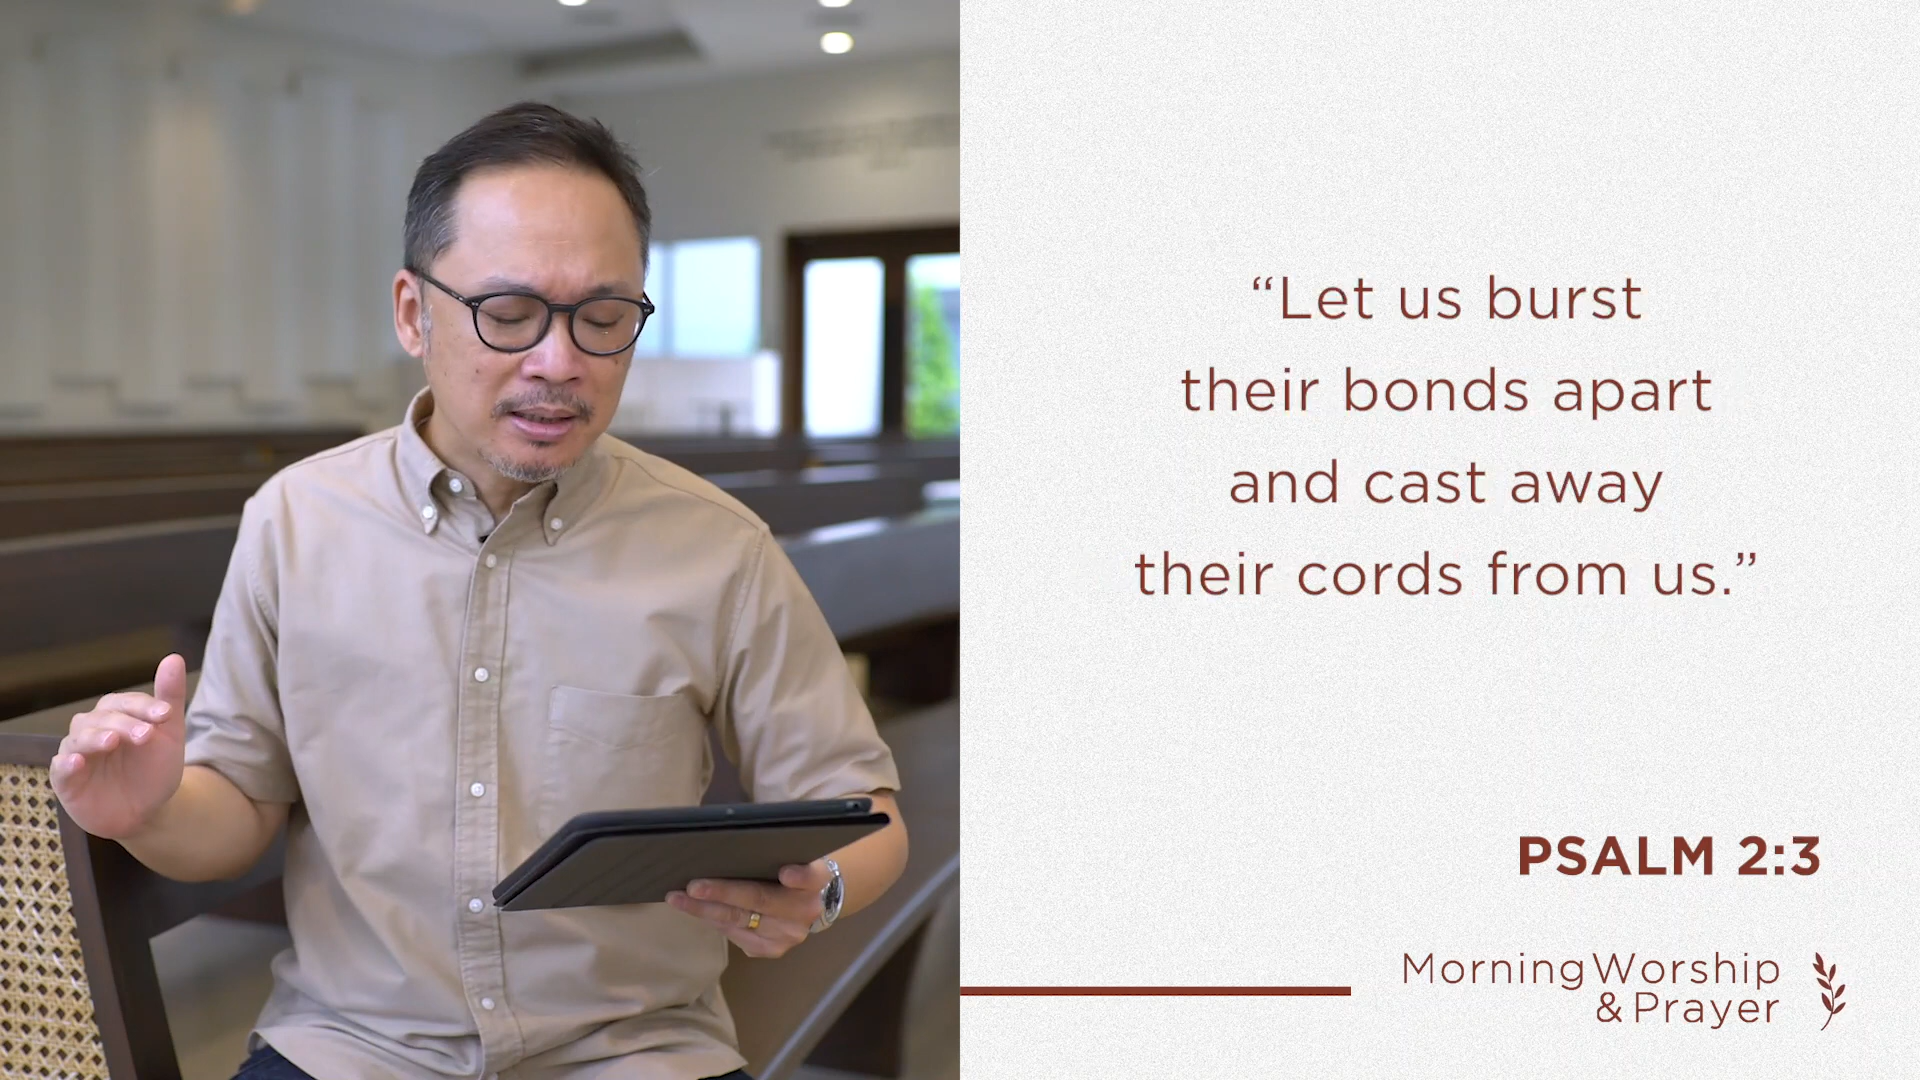 “Let us burst
their bonds apart
and cast away
their cords from us.”
PSALM 2:3
Morning Worship
& Prayer